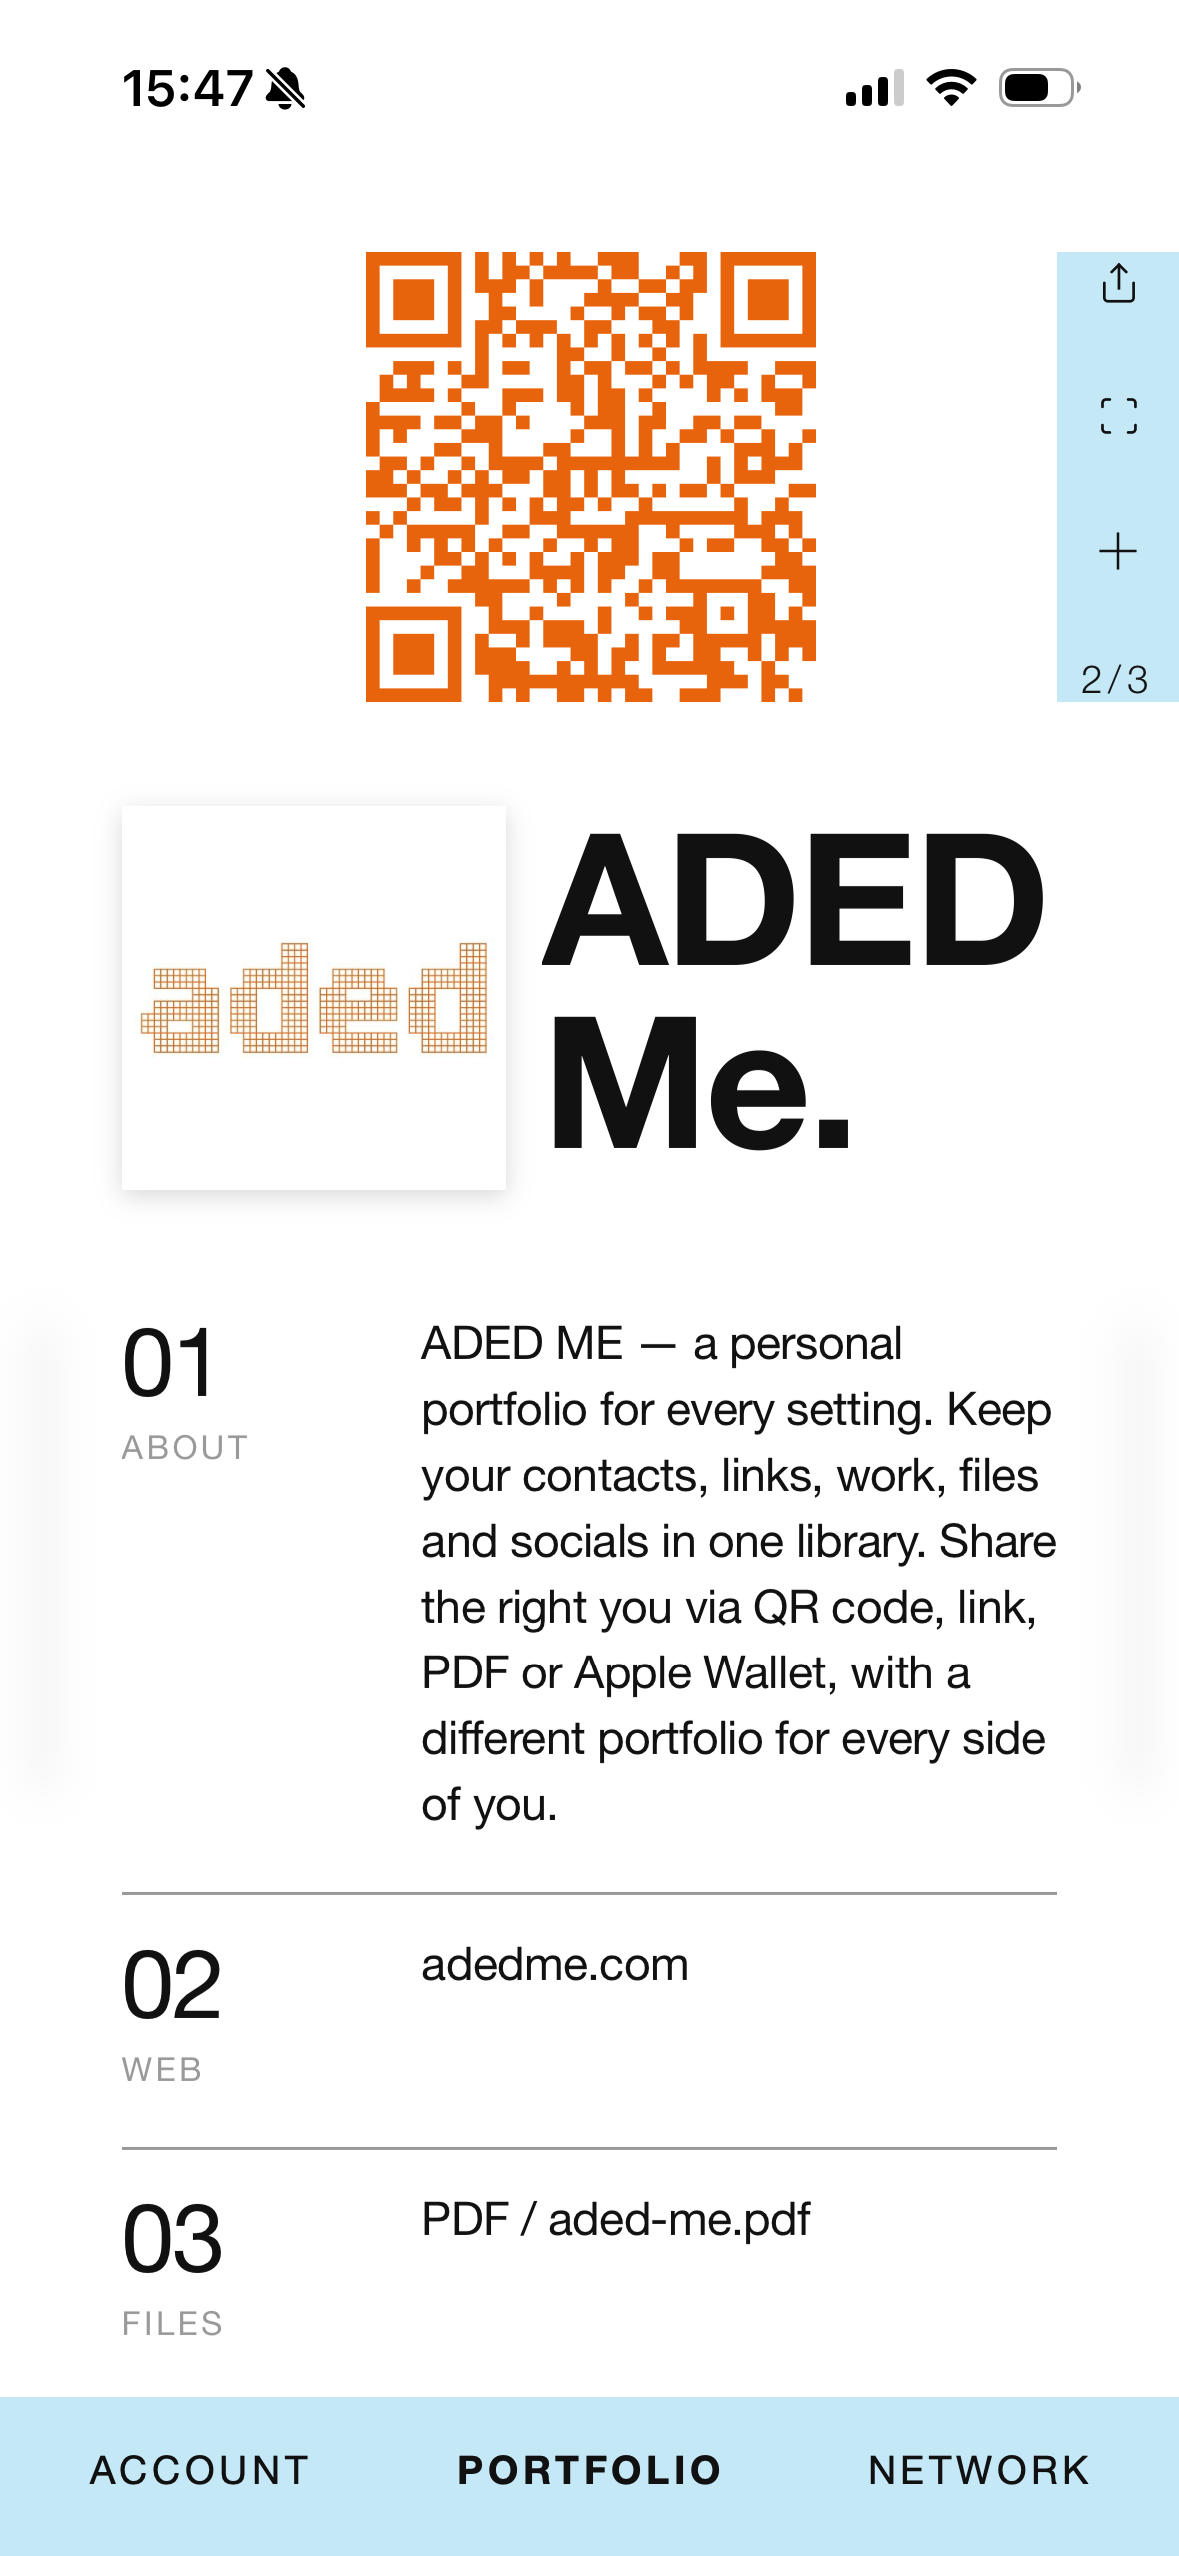 15:47
2/3
aded
ADED
Me.
01
ABOUT
ADED ME — a personal
portfolio for every setting. Keep
your contacts, links, work, files
and socials in one library. Share
the right you via QR code, link,
PDF or Apple Wallet, with a
different portfolio for every side
of you.
02
WEB
adedme.com
03
FILES
PDF / aded-me.pdf
ACCOUNT PORTFOLIO NETWORK